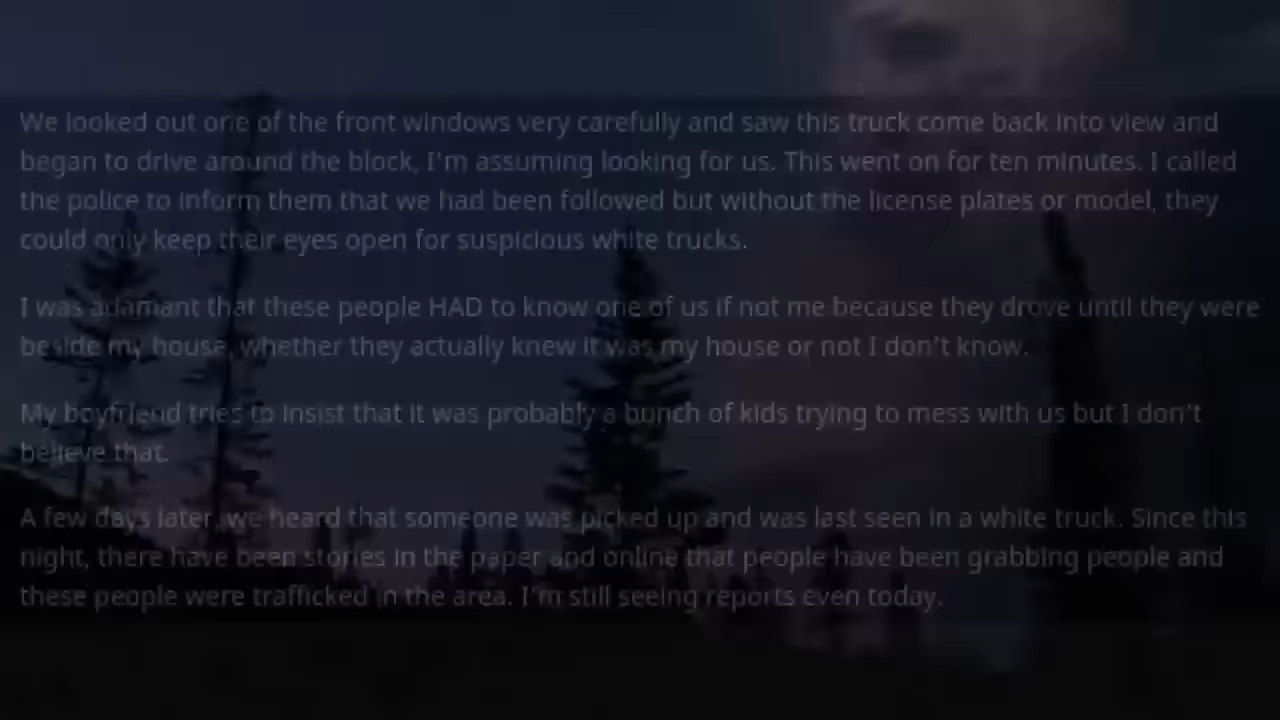 We looked out one of the front windows very carefully and saw this truck come back into view and
began to drive around the block, I'm assuming looking for us. This went on for ten minutes. I called
the police to inform them that we had been followed but without the license plates or model, they
could only keep their eyes open for suspicious white trucks.
I was adamant that these people HAD to know one of us if not me because they drove until they were
beside my house, whether they actually knew it was my house or not I don't know.
My boyfriend tries to insist that it was probably a bunch of kids trying to mess with us but I don't
believe that.
A few days later, we heard that someone was picked up and was last seen in a white truck. Since this
night, there have been stories in the paper and online that people have been grabbing people and
these people were trafficked in the area. I'm still seeing reports even today.